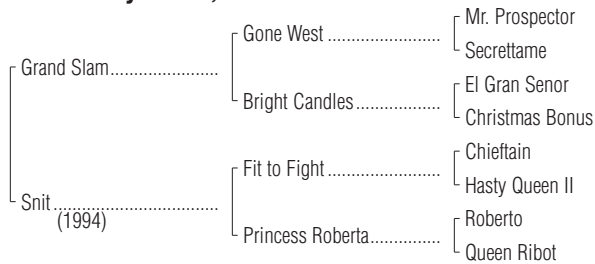 Mr. Prospector
Gone West
Secrettame
Grand Slam
El Gran Senor
Bright Candles
Christmas Bonus
Chieftain
Fit to Fight
Hasty Queen II
Snit
(1994)
Roberto
Princess Roberta
Queen Ribot